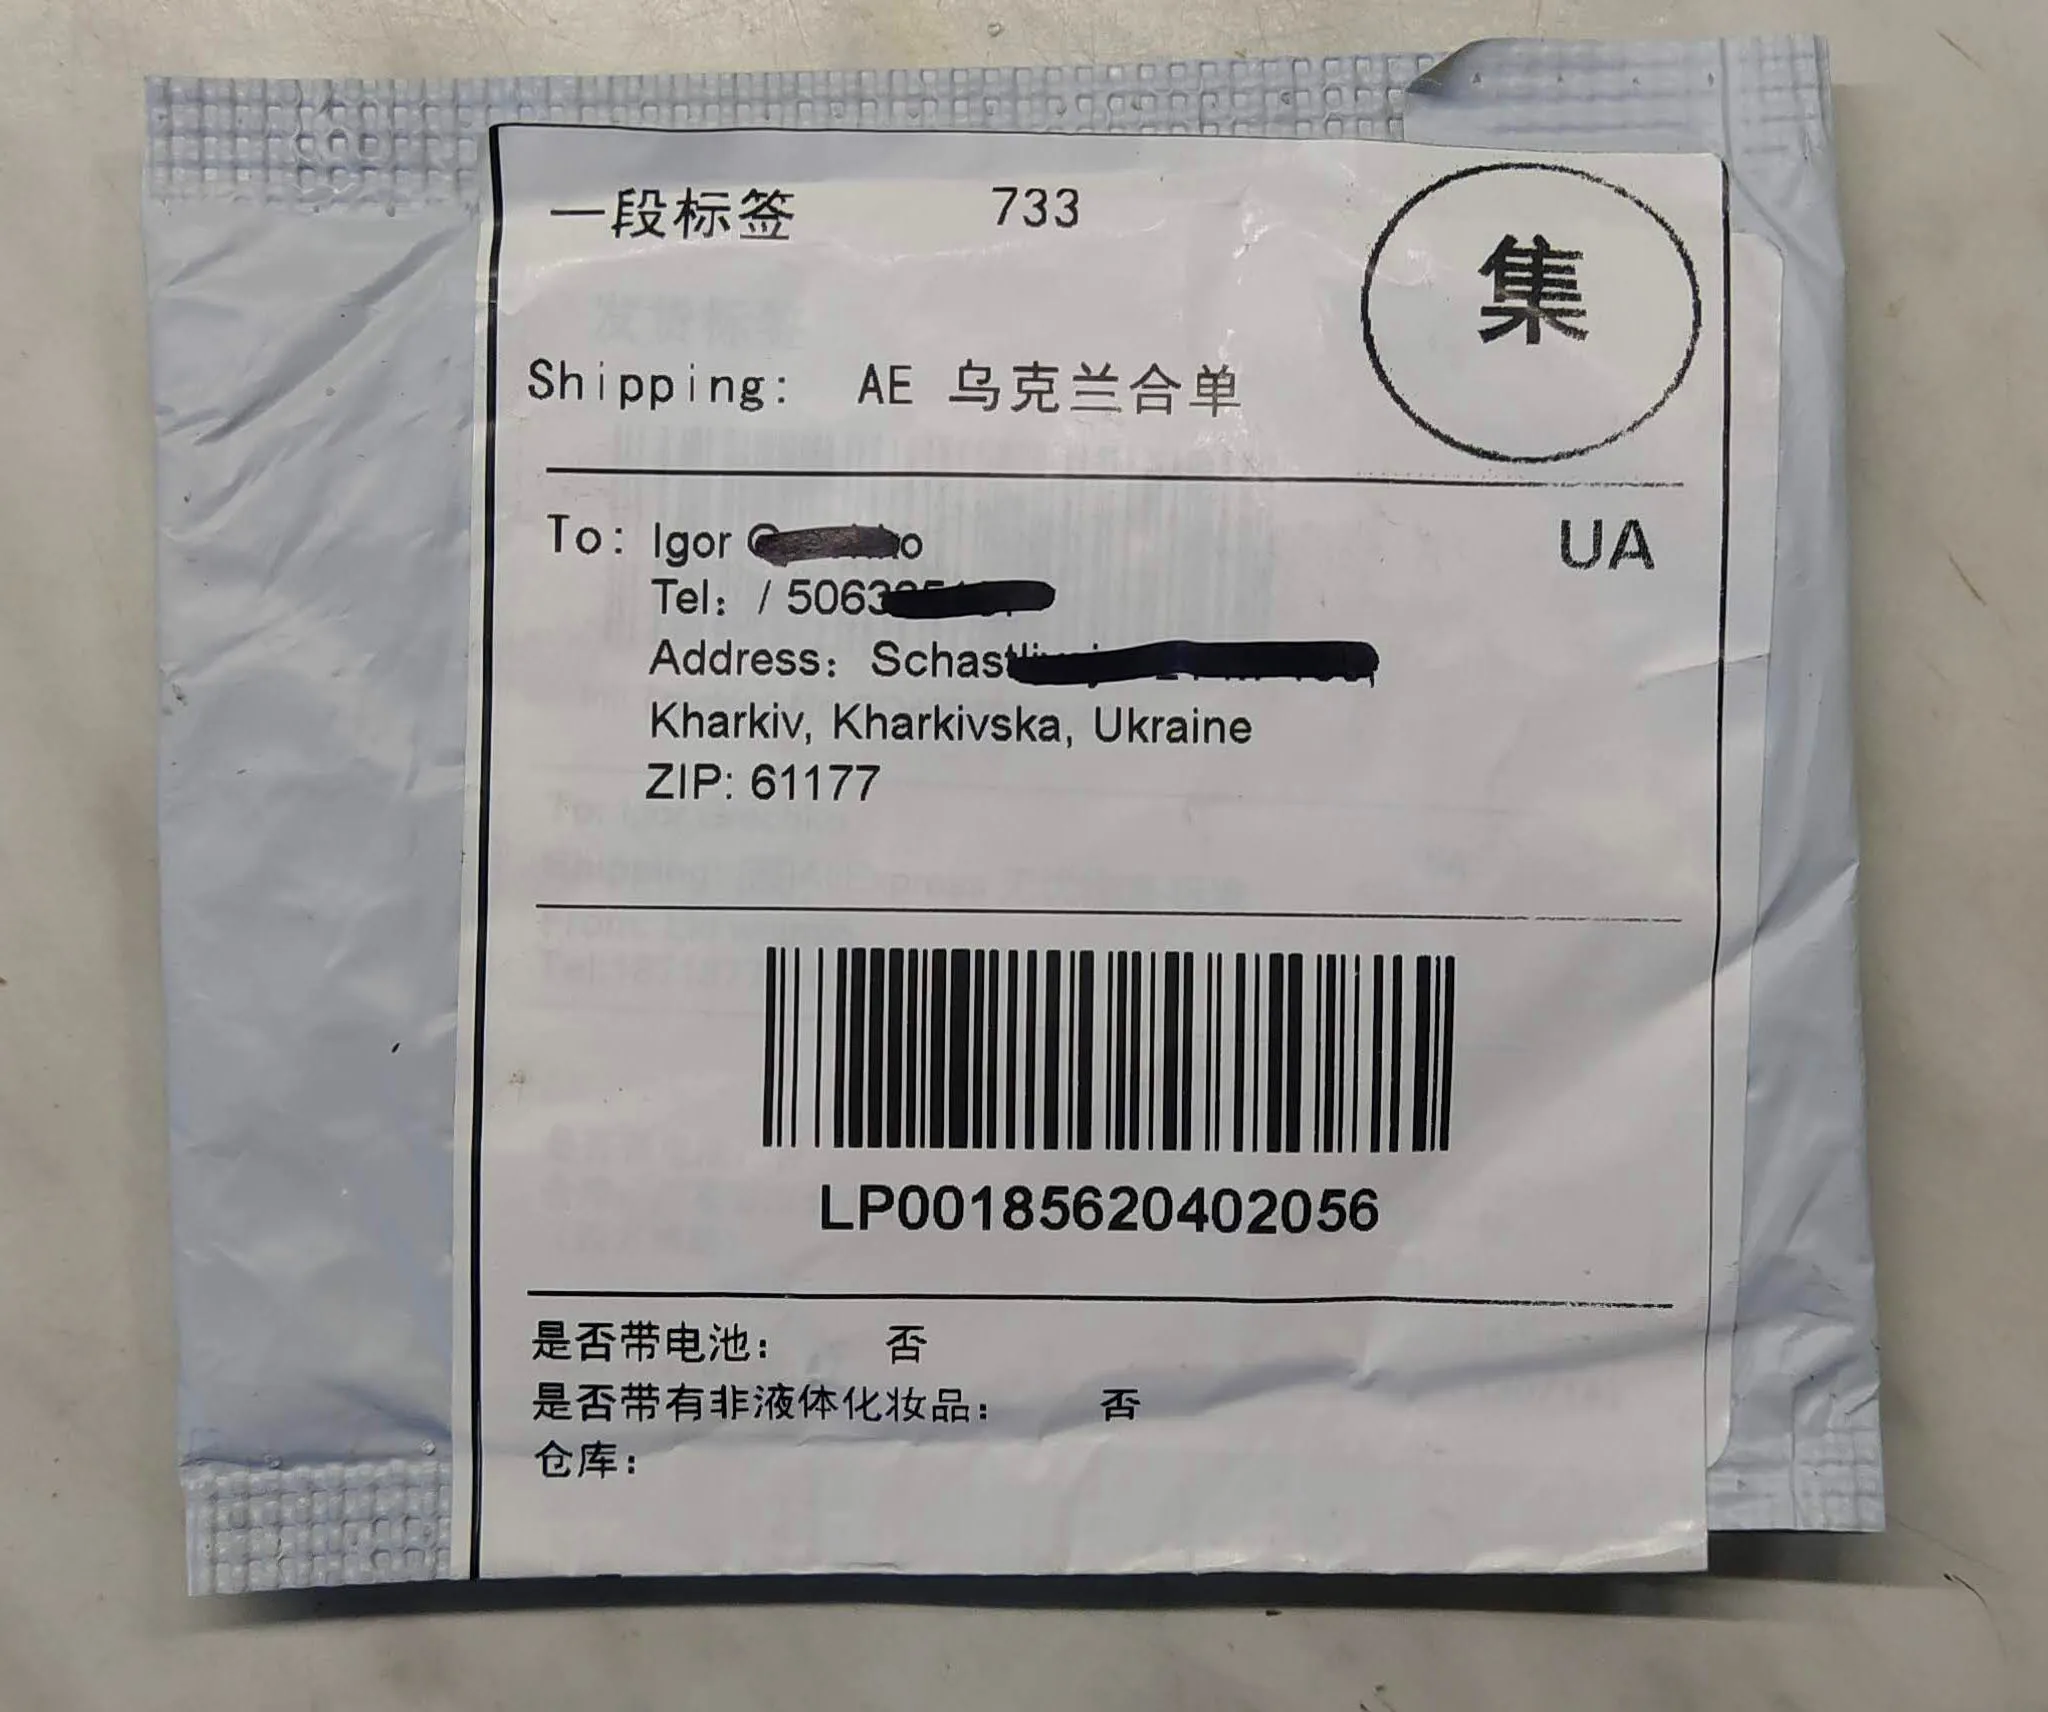 一段标签 733
集
Shipping: AE 乌克兰合单
UA
To: Igor
Tel: /
Address:
Kharkiv, Kharkivska, Ukraine
ZIP: 61177
LP00185620402056
是否带电池: 否
是否带有非液体化妆品: 否
仓库: